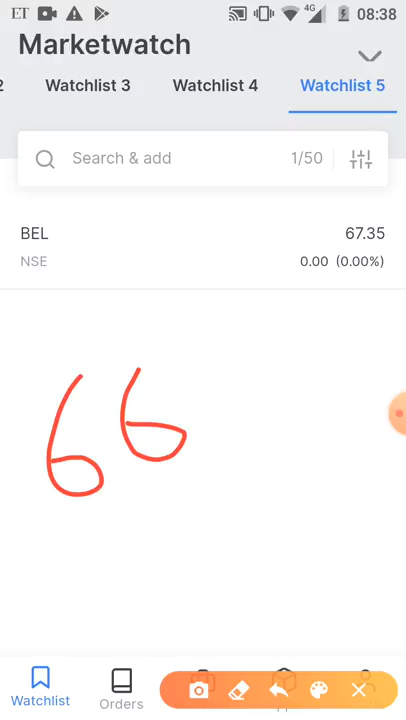 ET 4G 08:38
Marketwatch
2 Watchlist 3 Watchlist 4 Watchlist 5
Search & add 1/50
BEL 67.35
NSE 0.00 (0.00%)
66
Watchlist Orders